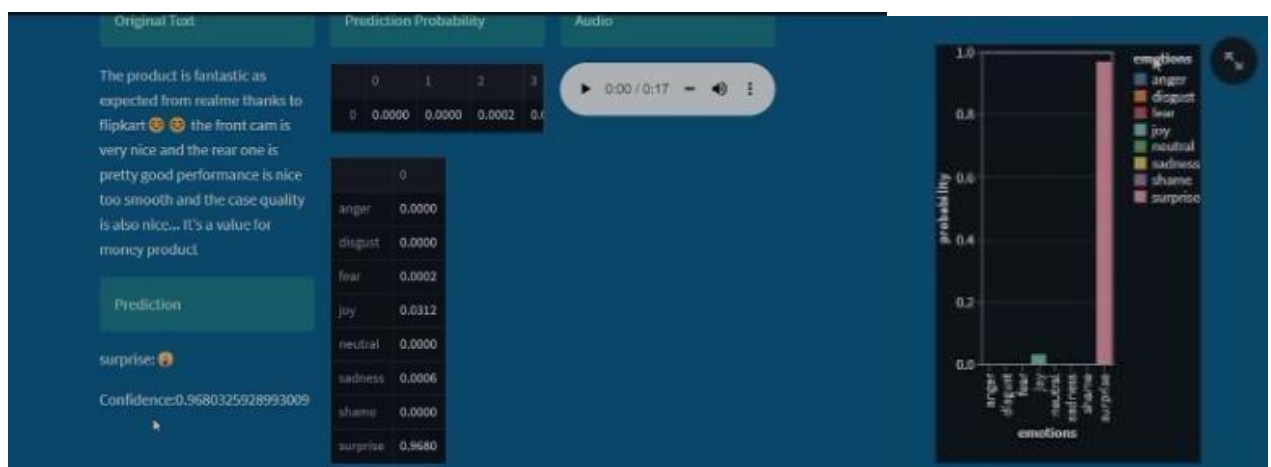 Original Text
Prediction Probability
Audio
The product is fantastic as
expected from realme thanks to
flipkart 😊 😊 the front cam is
very nice and the rear one is
pretty good performance is nice
too smooth and the case quality
is also nice... It's a value for
money product
Prediction
surprise: 😱
Confidence:0.9680325928993009
0 1 2 3
0 0.0000 0.0000 0.0002 0.0
0
anger 0.0000
disgust 0.0000
fear 0.0002
joy 0.0312
neutral 0.0000
sadness 0.0006
shame 0.0000
surprise 0.9680
0:00 / 0:17
probability
1.0
0.8
0.6
0.4
0.2
0.0
anger
disgust
fear
joy
neutral
sadness
shame
surprise
emotions
emotions
anger
disgust
fear
joy
neutral
sadness
shame
surprise